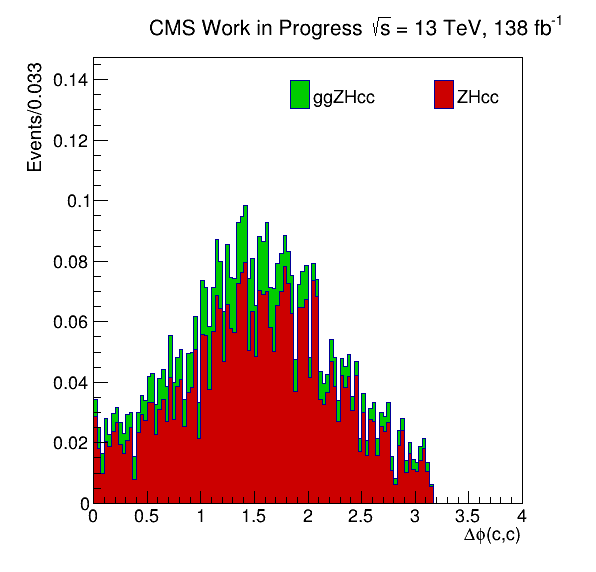 CMS Work in Progress √s = 13 TeV, 138 fb⁻¹
Events/0.033
0.14
0.12
0.1
0.08
0.06
0.04
0.02
0
ggZHcc ZHcc
0 0.5 1 1.5 2 2.5 3 3.5 4
Δϕ(c,c)